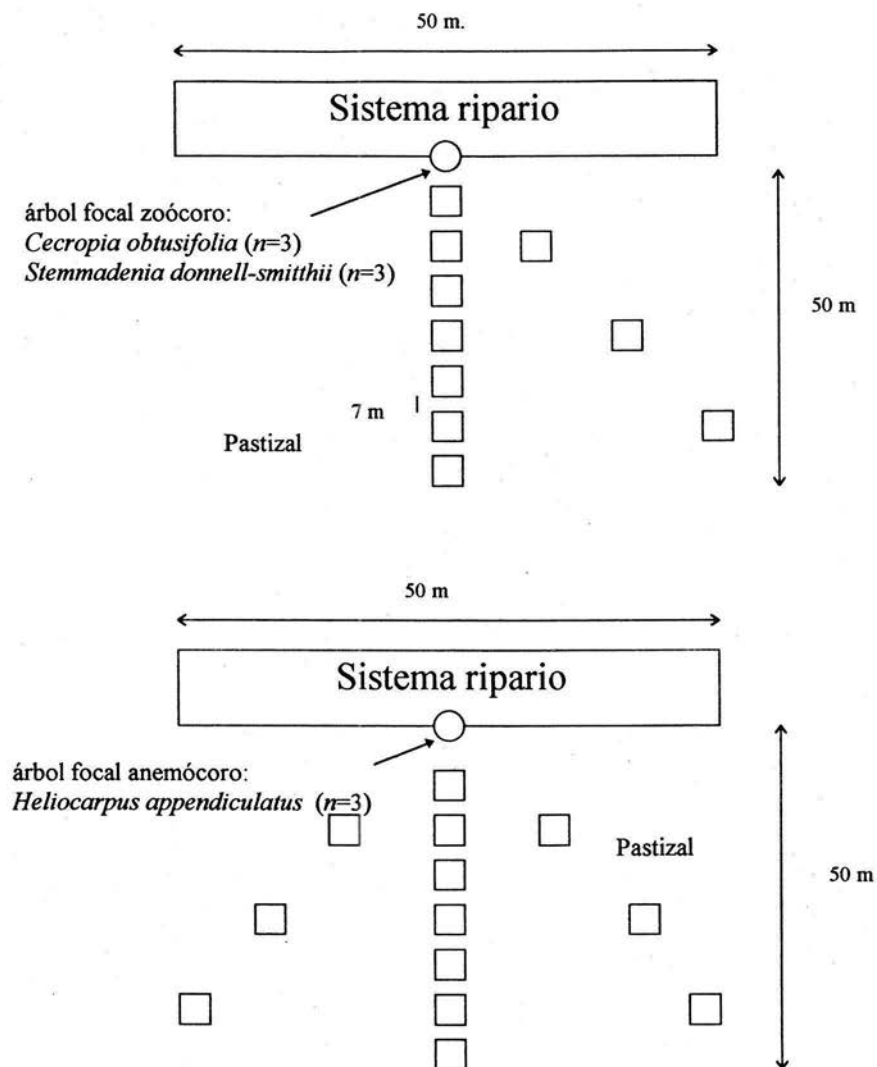 50 m.
Sistema ripario
árbol focal zoócoro:
Cecropia obtusifolia (n=3)
Stemmadenia donnell-smitthii (n=3)
50 m
7 m
Pastizal
50 m
Sistema ripario
árbol focal anemócoro:
Heliocarpus appendiculatus (n=3)
Pastizal
50 m